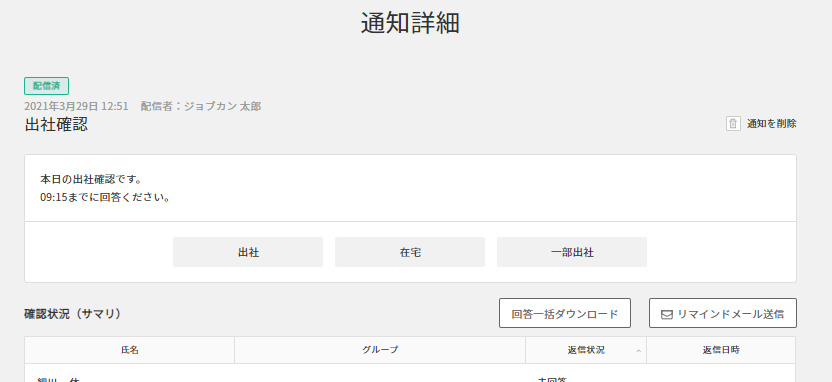 通知詳細
配信済
2021年3月29日 12:51 配信者：ジョブカン 太郎
出社確認
通知を削除
本日の出社確認です。
09:15までに回答ください。
出社 在宅 一部出社
確認状況（サマリ）
回答一括ダウンロード リマインドメール送信
氏名 グループ 返信状況 返信日時